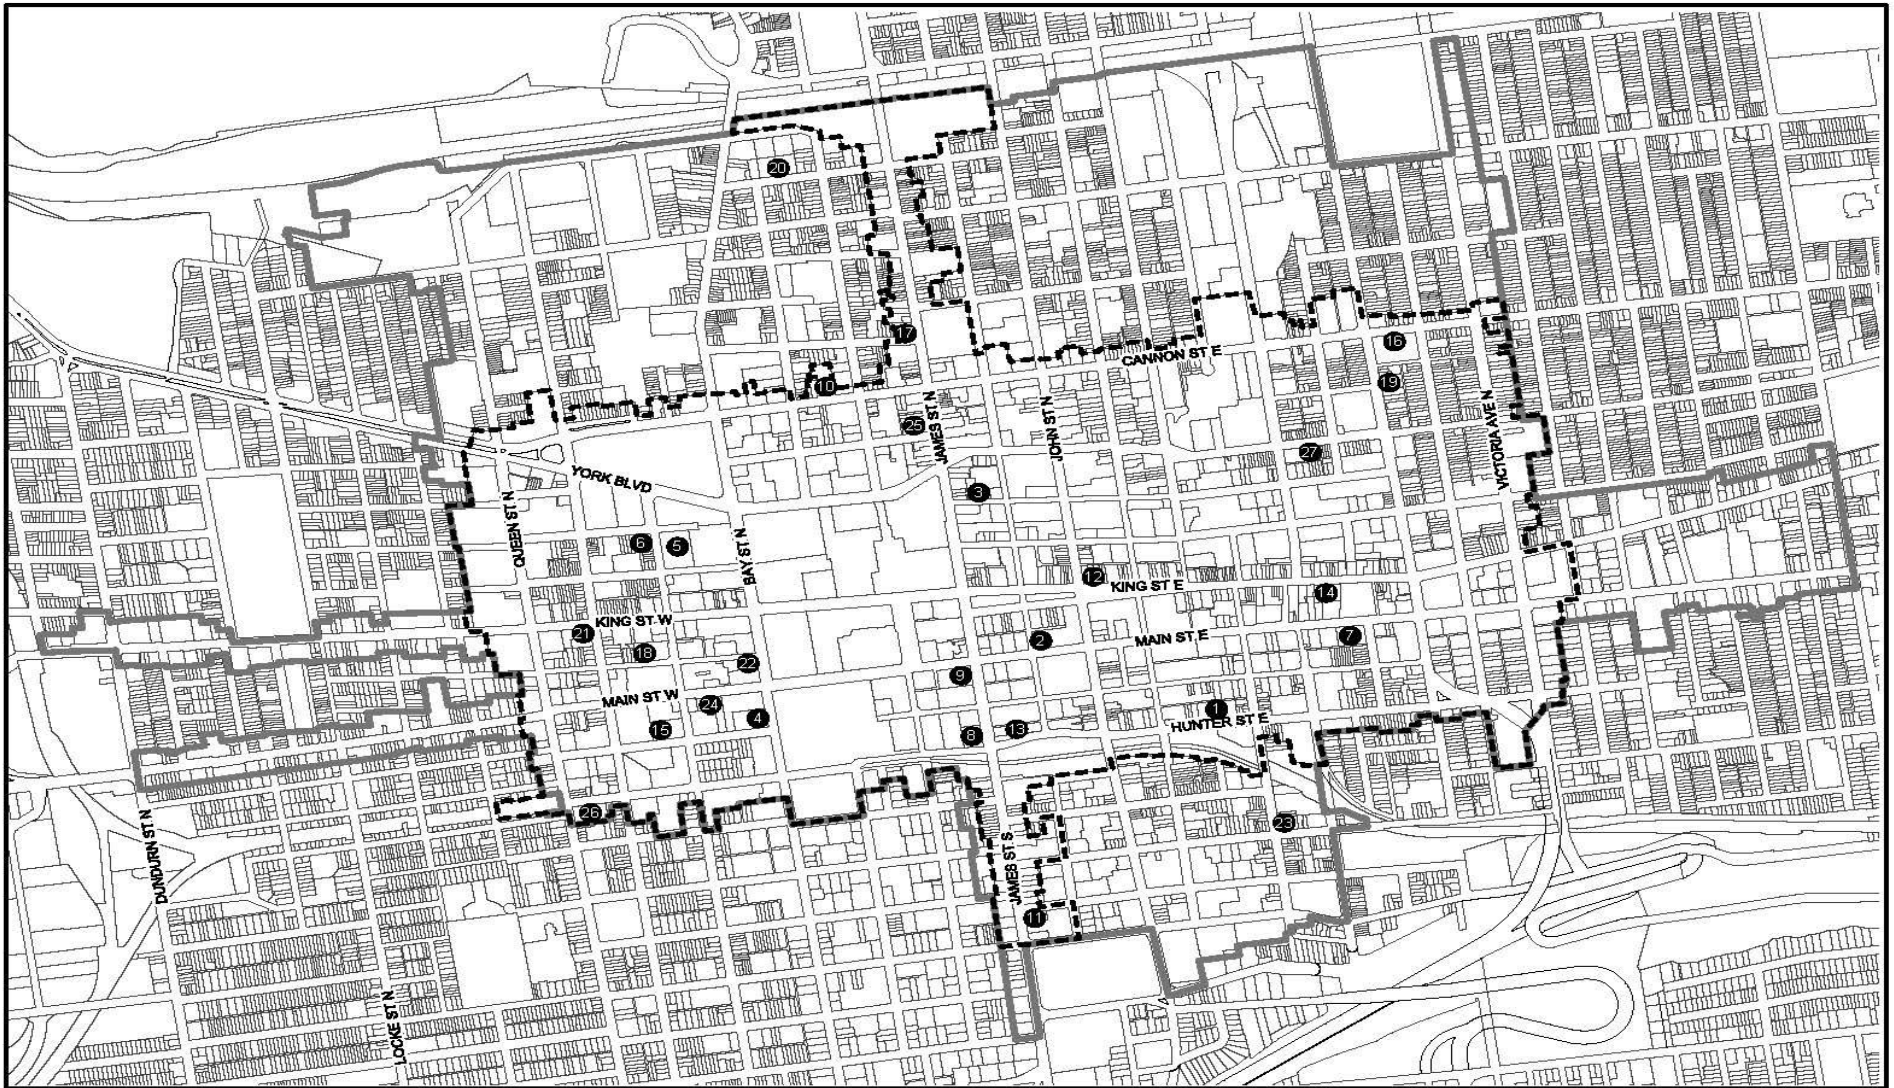 20
17
CANNON ST E
16
10
19
JAMES ST N
25
JOHN ST N
VICTORIA AVE N
27
YORK BLVD
3
QUEEN ST N
6
5
BAY ST N
12
KING ST E
14
KING ST W
21
2
MAIN ST E
7
18
22
9
MAIN ST W
24
4
1
HUNTER ST E
15
8
13
26
23
DUNDURN ST N
JAMES ST S
11
LOCKE ST N